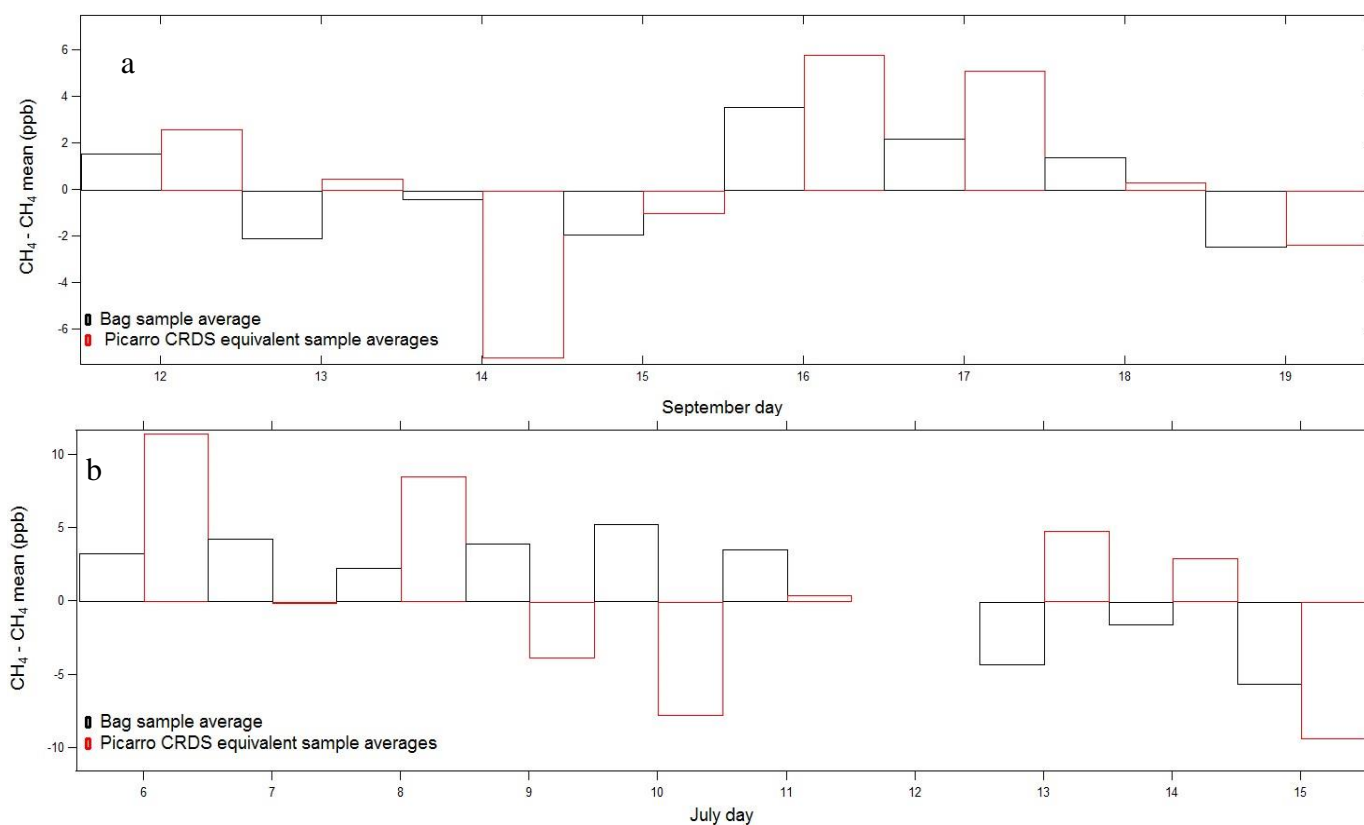 a
6
4
2
0
-2
-4
-6
CH₄ - CH₄ mean (ppb)
Bag sample average
Picarro CRDS equivalent sample averages
12 13 14 15 16 17 18 19
September day
b
10
5
0
-5
-10
CH₄ - CH₄ mean (ppb)
Bag sample average
Picarro CRDS equivalent sample averages
6 7 8 9 10 11 12 13 14 15
July day